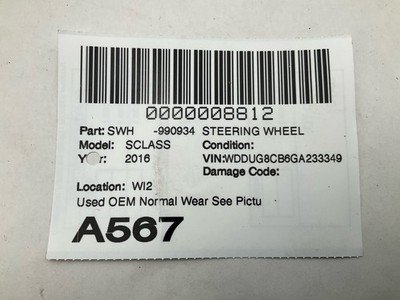 0000008812
Part: SWH -990934 STEERING WHEEL
Model: SCLASS Condition:
Year: 2016 VIN:WDDUG8CB6GA233349
Damage Code:
Location: WI2
Used OEM Normal Wear See Pictu
A567